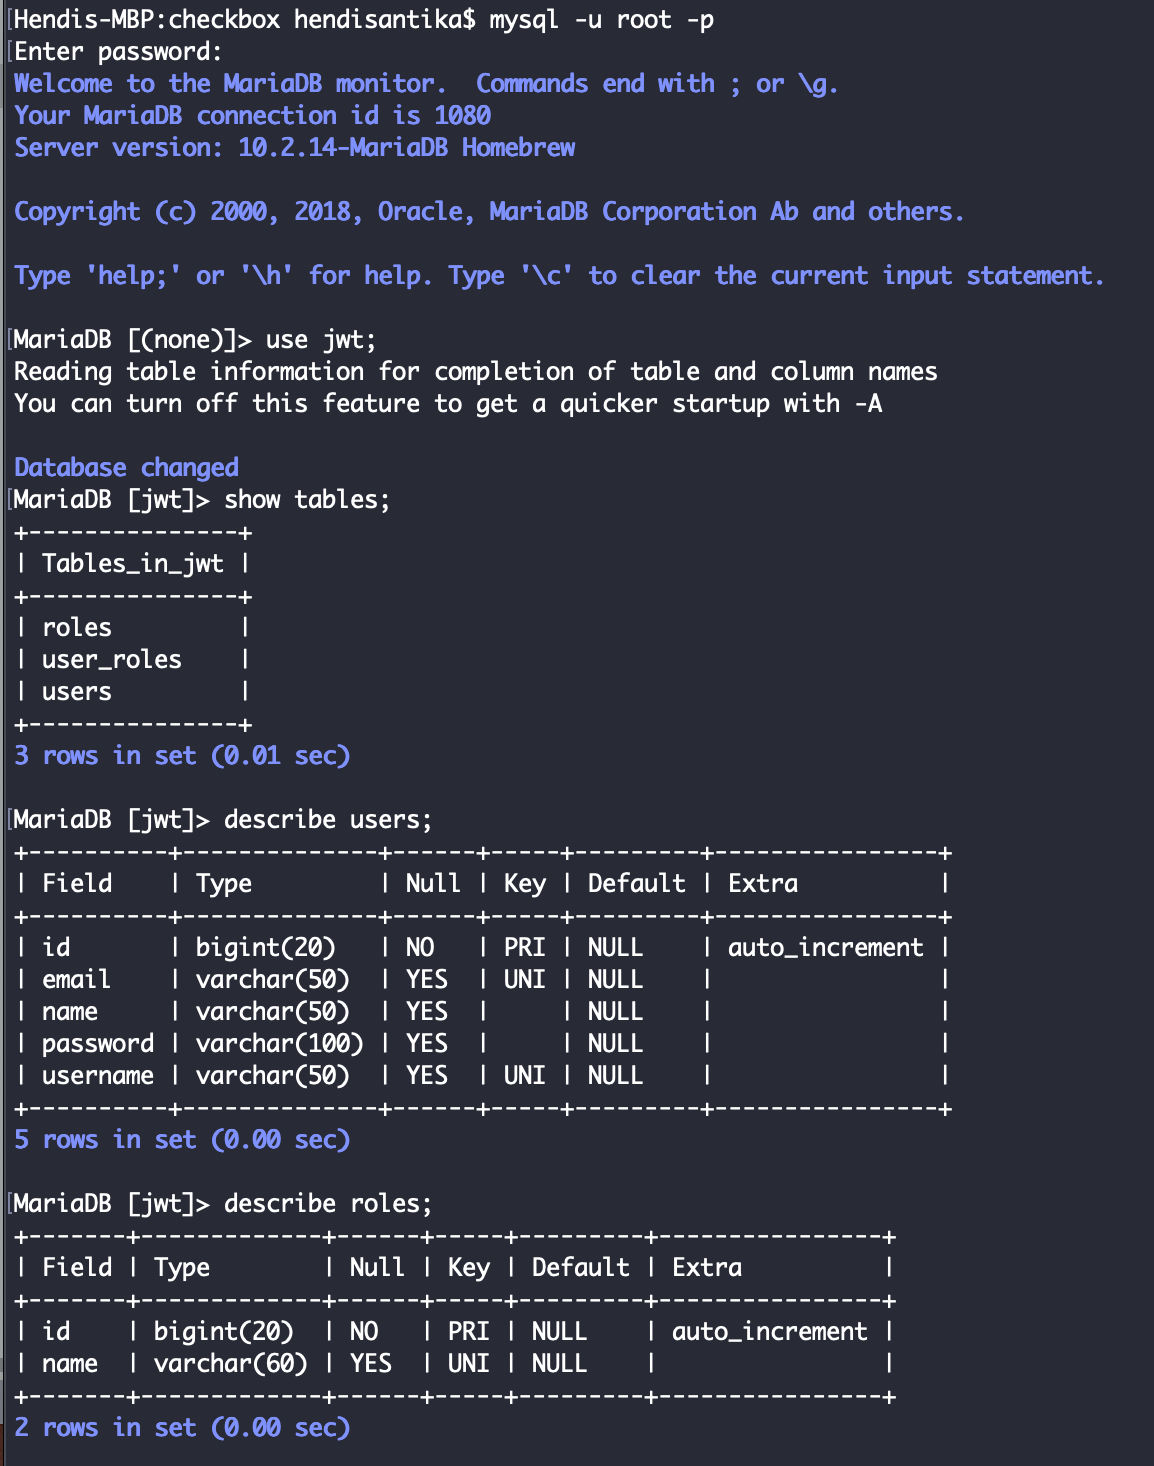 [Hendis-MBP:checkbox hendisantika$ mysql -u root -p
[Enter password:
Welcome to the MariaDB monitor.  Commands end with ; or \g.
Your MariaDB connection id is 1080
Server version: 10.2.14-MariaDB Homebrew

Copyright (c) 2000, 2018, Oracle, MariaDB Corporation Ab and others.

Type 'help;' or '\h' for help. Type '\c' to clear the current input statement.

[MariaDB [(none)]> use jwt;
Reading table information for completion of table and column names
You can turn off this feature to get a quicker startup with -A

Database changed
[MariaDB [jwt]> show tables;
+---------------+
| Tables_in_jwt |
+---------------+
| roles         |
| user_roles    |
| users         |
+---------------+
3 rows in set (0.01 sec)

[MariaDB [jwt]> describe users;
+----------+--------------+------+-----+---------+----------------+
| Field    | Type         | Null | Key | Default | Extra          |
+----------+--------------+------+-----+---------+----------------+
| id       | bigint(20)   | NO   | PRI | NULL    | auto_increment |
| email    | varchar(50)  | YES  | UNI | NULL    |                |
| name     | varchar(50)  | YES  |     | NULL    |                |
| password | varchar(100) | YES  |     | NULL    |                |
| username | varchar(50)  | YES  | UNI | NULL    |                |
+----------+--------------+------+-----+---------+----------------+
5 rows in set (0.00 sec)

[MariaDB [jwt]> describe roles;
+-------+-------------+------+-----+---------+----------------+
| Field | Type        | Null | Key | Default | Extra          |
+-------+-------------+------+-----+---------+----------------+
| id    | bigint(20)  | NO   | PRI | NULL    | auto_increment |
| name  | varchar(60) | YES  | UNI | NULL    |                |
+-------+-------------+------+-----+---------+----------------+
2 rows in set (0.00 sec)